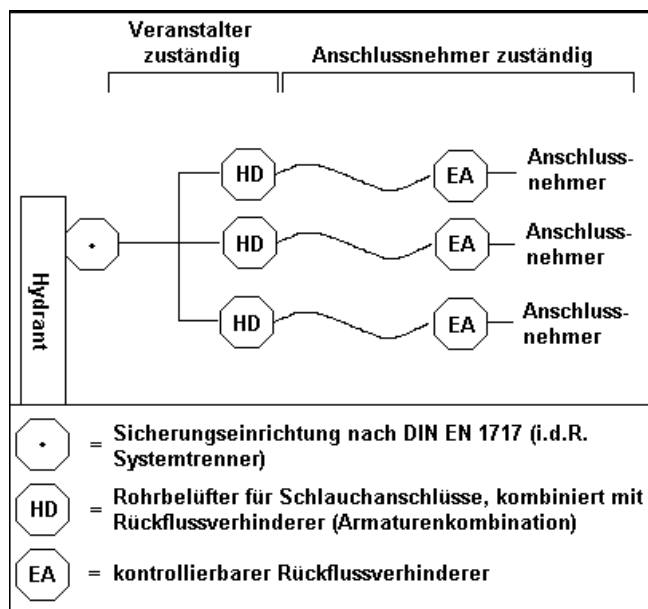 Veranstalter
zuständig
Anschlussnehmer zuständig
HD
EA
Anschluss-
nehmer
HD
EA
Anschluss-
nehmer
HD
EA
Anschluss-
nehmer
Hydrant
= Sicherungseinrichtung nach DIN EN 1717 (i.d.R.
Systemtrenner)
HD = Rohrbelüfter für Schlauchanschlüsse, kombiniert mit
Rückflussverhinderer (Armaturenkombination)
EA = kontrollierbarer Rückflussverhinderer